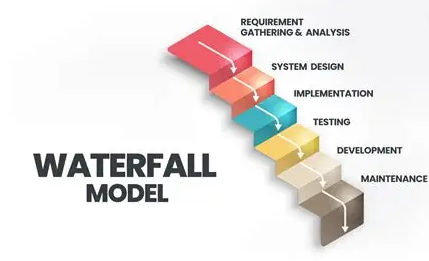 REQUIREMENT
GATHERING & ANALYSIS
SYSTEM DESIGN
IMPLEMENTATION
TESTING
DEVELOPMENT
MAINTENANCE
WATERFALL
MODEL